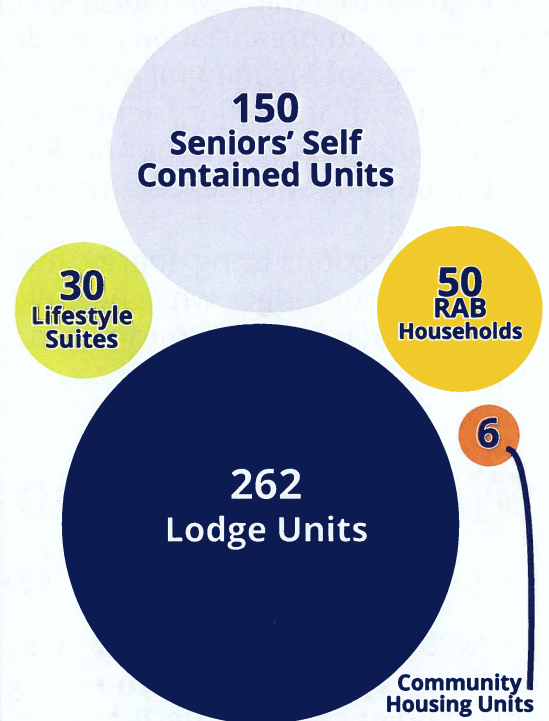 150
Seniors’ Self
Contained Units
30
Lifestyle
Suites
50
RAB
Households
6
262
Lodge Units
Community
Housing Units